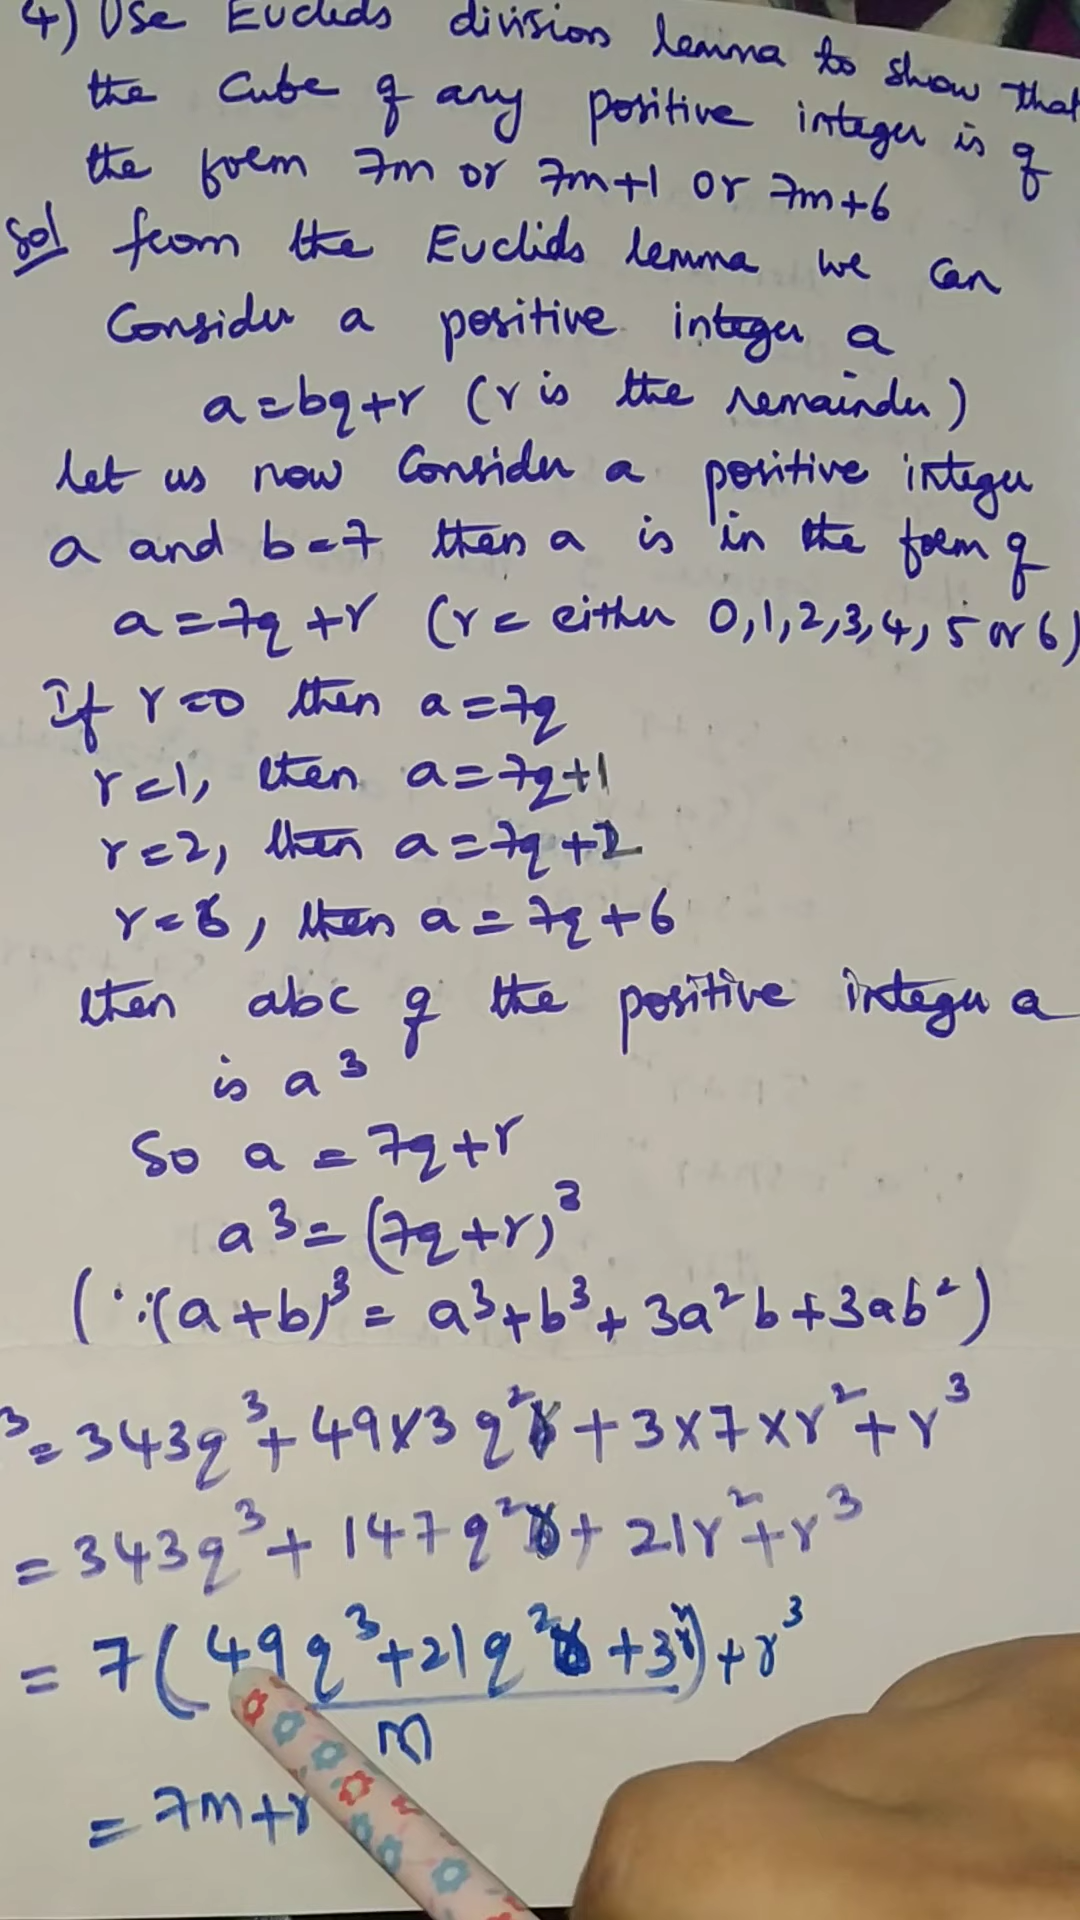 4) Use Euclids division lemma to show that
the cube of any positive integer is of
the form 7m or 7m+1 or 7m+6
Sol from the Euclids lemma we can
Consider a positive integer a
a=bq+r (r is the remainder)
let us now Consider a positive integer
a and b=7 then a is in the form of
a=7q+r (r= either 0,1,2,3,4,5 or 6)
If r=0 then a=7q
r=1, then a=7q+1
r=2, then a=7q+2
r=6, then a=7q+6
then abc of the positive integer a
is a³
So a = 7q+r
a³=(7q+r)³
(∵(a+b)³= a³+b³+3a²b+3ab²)
³=343q³+49×3q²r+3×7×r²+r³
=343q³+147q²r+21r²+r³
= 7(49q³+21q²r+3r²)+r³
m
=7m+r